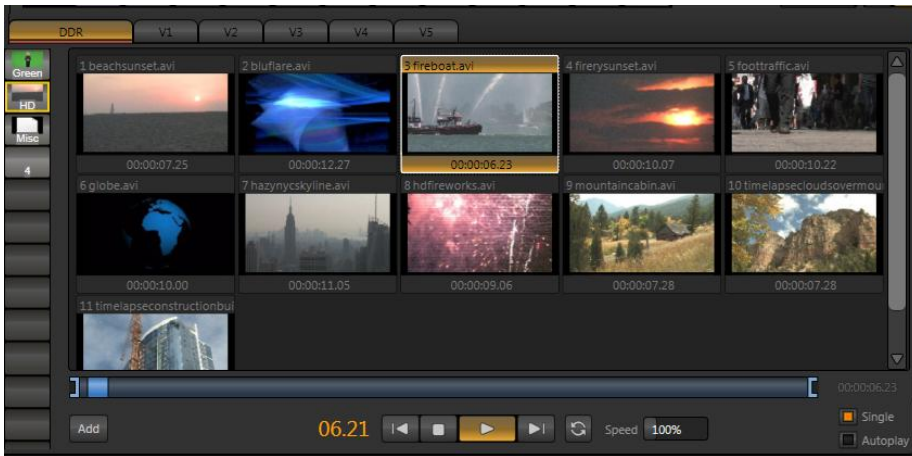 DDR V1 V2 V3 V4 V5
Green
HD
Misc
4
1 beachsunset.avi 2 bluflare.avi 3 fireboat.avi 4 firerysunset.avi 5 foottraffic.avi
00:00:07.25 00:00:12.27 00:00:06.23 00:00:10.07 00:00:10.22
6 globe.avi 7 hazynycskyline.avi 8 hdfireworks.avi 9 mountaincabin.avi 10 timelapsecloudsovermou
00:00:10.00 00:00:11.05 00:00:09.06 00:00:07.28 00:00:07.28
11 timelapseconstructionbui
00:00:06.23
Add 06.21 Speed 100% Single
Autoplay